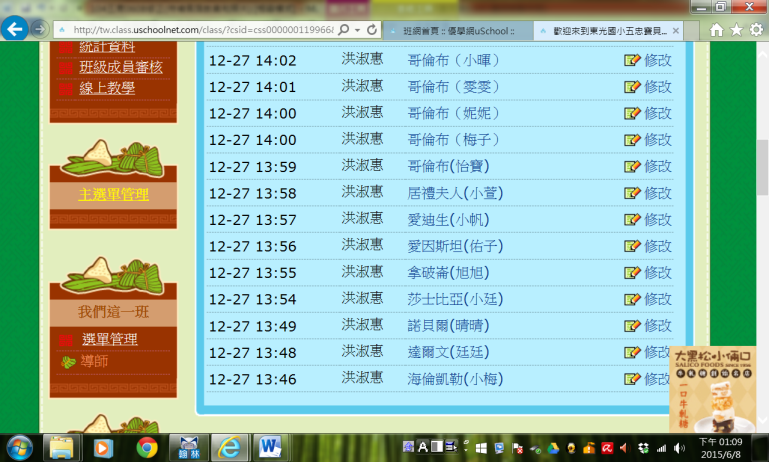 http://tw.class.uschoolnet.com/class/?csid=css000000119966&
班網首頁 :: 優學網uSchool ::
歡迎來到東光國小五忠寶貝...
統計資料
班級成員審核
線上教學
主選單管理
我們這一班
選單管理
導師
12-27 14:02 洪淑惠 哥倫布（小暉） 修改
12-27 14:01 洪淑惠 哥倫布（雯雯） 修改
12-27 14:00 洪淑惠 哥倫布（妮妮） 修改
12-27 14:00 洪淑惠 哥倫布（梅子） 修改
12-27 13:59 洪淑惠 哥倫布(怡寶) 修改
12-27 13:58 洪淑惠 居禮夫人(小萱) 修改
12-27 13:57 洪淑惠 愛迪生(小帆) 修改
12-27 13:56 洪淑惠 愛因斯坦(佑子) 修改
12-27 13:55 洪淑惠 拿破崙(旭旭) 修改
12-27 13:54 洪淑惠 莎士比亞(小廷) 修改
12-27 13:49 洪淑惠 諾貝爾(晴晴) 修改
12-27 13:48 洪淑惠 達爾文(廷廷) 修改
12-27 13:46 洪淑惠 海倫凱勒(小梅) 修改
大黑松小倆口
SALICO FOODS SINCE 1956
一口牛軋糖
翰林
A
下午 01:09
2015/6/8